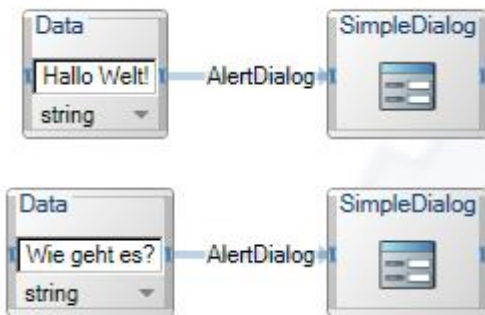 Data
Hallo Welt!
string
AlertDialog
SimpleDialog
Data
Wie geht es?
string
AlertDialog
SimpleDialog